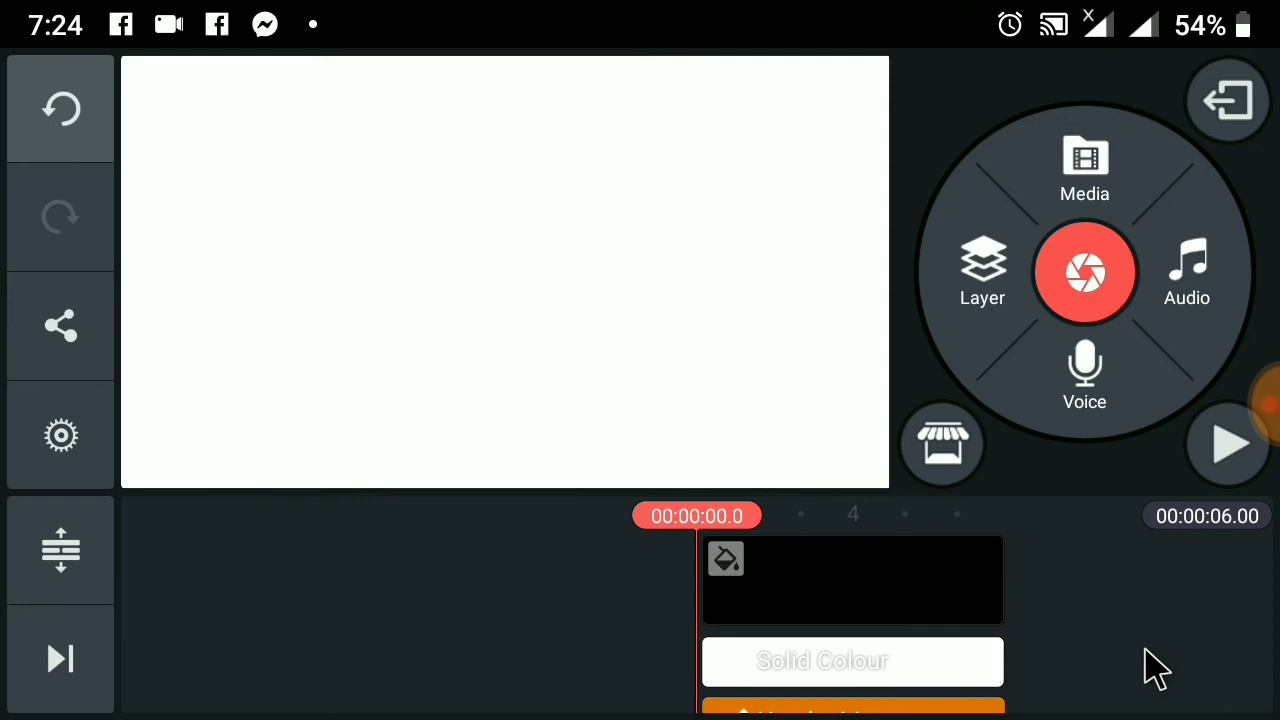 7:24
54%
Media
Layer
Audio
Voice
00:00:00.0
4
00:00:06.00
Solid Colour